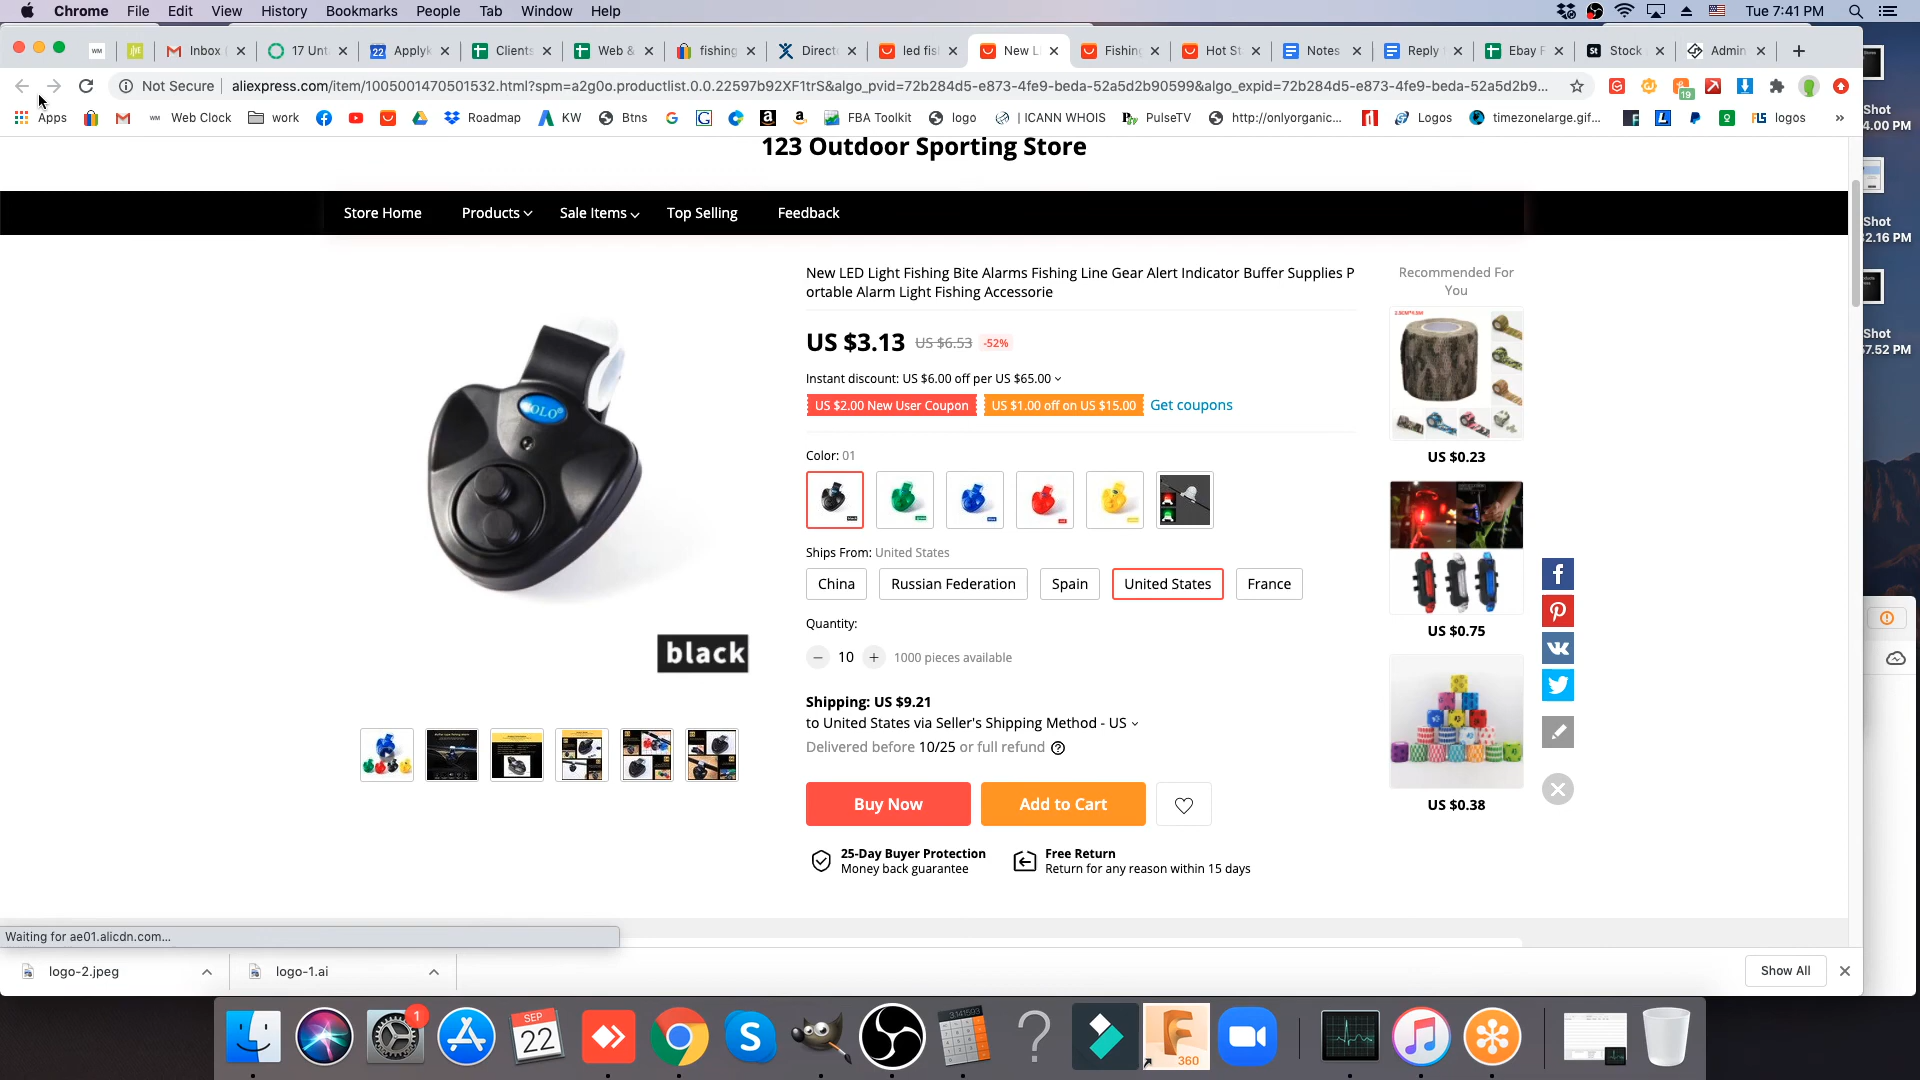 Chrome File Edit View History Bookmarks People Tab Window Help Tue 7:41 PM
WM Inbox 17 Unt Applyk Clients Web & fishing Direct led fis New L Fishing Hot St Notes Reply Ebay F Stock Admin
Not Secure aliexpress.com/item/1005001470501532.html?spm=a2g0o.productlist.0.0.22597b92XF1trS&algo_pvid=72b284d5-e873-4fe9-beda-52a5d2b90599&algo_expid=72b284d5-e873-4fe9-beda-52a5d2b9...
19
Apps WM Web Clock work Roadmap KW Btns FBA Toolkit logo | ICANN WHOIS PulseTV http://onlyorganic... Logos timezonelarge.gif... logos »
Shot
4.00 PM
Shot
2.16 PM
Shot
57.52 PM
123 Outdoor Sporting Store
Store Home Products Sale Items Top Selling Feedback
New LED Light Fishing Bite Alarms Fishing Line Gear Alert Indicator Buffer Supplies P
ortable Alarm Light Fishing Accessorie
US $3.13 US $6.53 -52%
Instant discount: US $6.00 off per US $65.00
US $2.00 New User Coupon US $1.00 off on US $15.00 Get coupons
Color: 01
Ships From: United States
China Russian Federation Spain United States France
Quantity:
10 1000 pieces available
Shipping: US $9.21
to United States via Seller's Shipping Method - US
Delivered before 10/25 or full refund
Buy Now Add to Cart
25-Day Buyer Protection
Money back guarantee
Free Return
Return for any reason within 15 days
black
Recommended For
You
US $0.23
US $0.75
US $0.38
Waiting for ae01.alicdn.com...
logo-2.jpeg logo-1.ai Show All
1
SEP
22
360